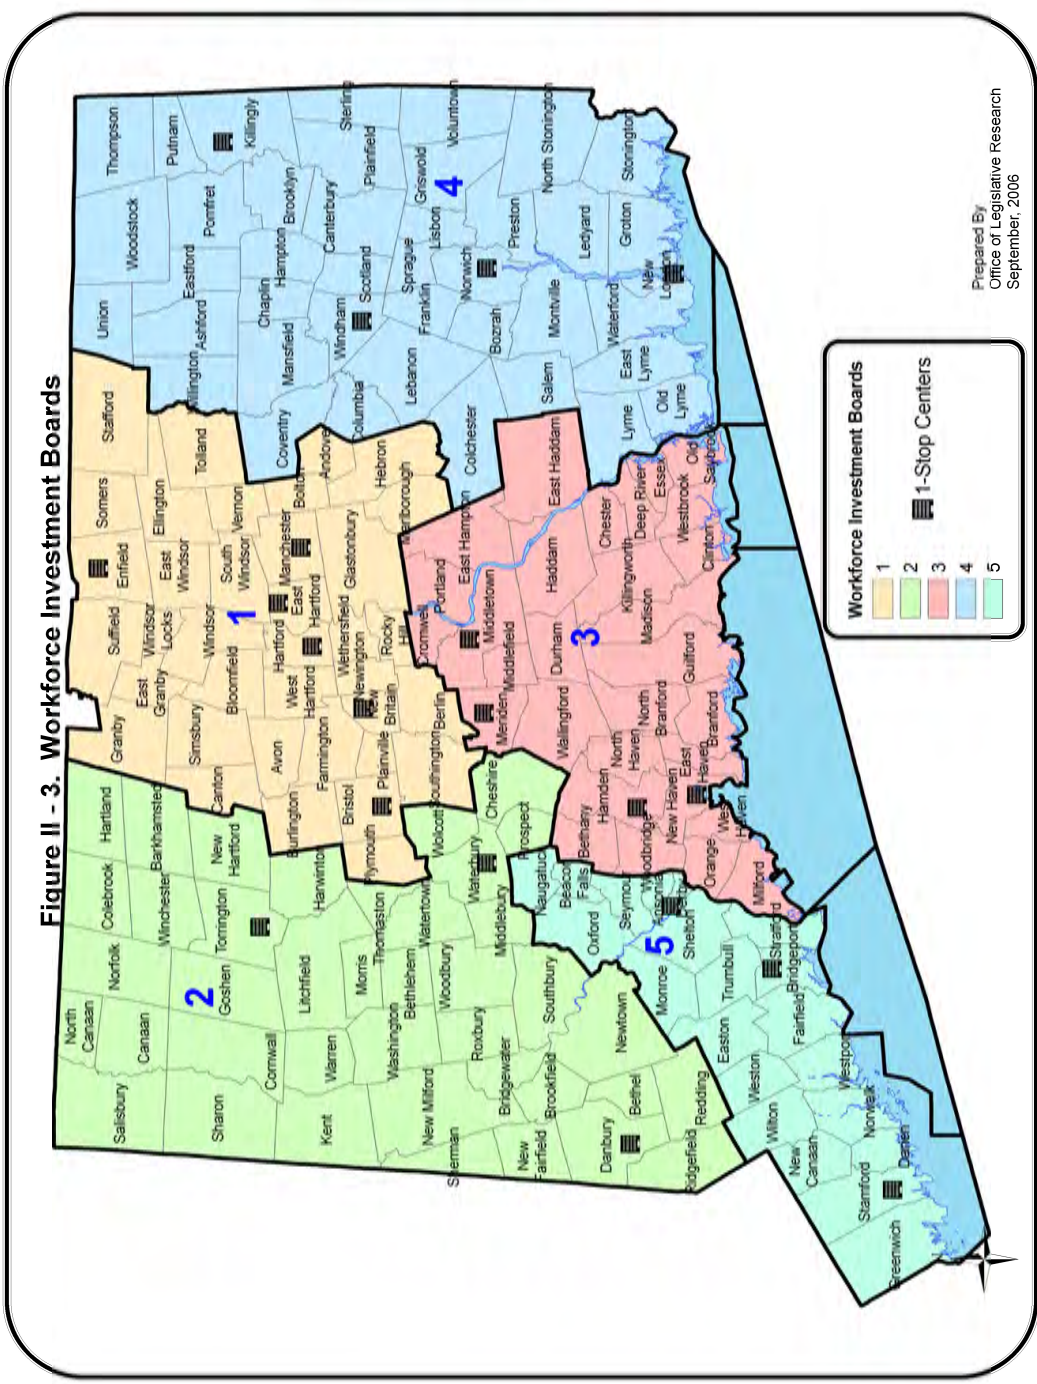 Figure II - 3. Workforce Investment Boards
Salisbury
North
Canaan
Canaan
Norfolk
Colebrook
Hartland
Granby
Suffield
Enfield
Somers
Stafford
Union
Woodstock
Thompson
East
Granby
Windsor
Locks
East
Windsor
Ellington
Tolland
Willington
Ashford
Eastford
Pomfret
Putnam
Killingly
Sharon
Cornwall
Goshen
2
Torrington
Winchester
Barkhamsted
New
Hartford
Canton
Simsbury
Bloomfield
Windsor
1
South
Windsor
Vernon
Coventry
Mansfield
Chaplin
Hampton
Brooklyn
Kent
Warren
Litchfield
Harwinton
Burlington
Avon
Farmington
West
Hartford
Hartford
East
Hartford
Manchester
Bolton
Andover
Columbia
Windham
Scotland
Canterbury
Plainfield
Sterling
Morris
Thomaston
Plymouth
Bristol
Plainville
New
Britain
Newington
Wethersfield
Rocky
Hill
Glastonbury
Hebron
Marlborough
Lebanon
Franklin
Sprague
Lisbon
Griswold
4
Voluntown
Sherman
New Milford
Washington
Bethlehem
Watertown
Woodbury
Roxbury
Wolcott
Waterbury
Southington
Berlin
Cromwell
Portland
East Hampton
Colchester
Bozrah
Norwich
Preston
North Stonington
New
Fairfield
Bridgewater
Brookfield
Southbury
Middlebury
Cheshire
Prospect
Meriden
Middlefield
Middletown
Haddam
East Haddam
Salem
Montville
Ledyard
Danbury
Bethel
Newtown
Oxford
Naugatuck
Beacon
Falls
Bethany
Hamden
Wallingford
Durham
3
Killingworth
Chester
Deep River
Essex
Lyme
East
Lyme
Waterford
New
London
Groton
Stonington
Ridgefield
Redding
Monroe
5
Shelton
Seymour
Ansonia
Woodbridge
New Haven
North
Haven
North
Branford
East
Haven
Branford
Guilford
Madison
Clinton
Westbrook
Old
Saybrook
Old
Lyme
Easton
Weston
Wilton
New
Canaan
Trumbull
Fairfield
Bridgeport
Stratford
Milford
Orange
West
Haven
Westport
Norwalk
Darien
Stamford
Greenwich
Workforce Investment Boards
1
2
3
4
5
1-Stop Centers
Prepared By
Office of Legislative Research
September, 2006